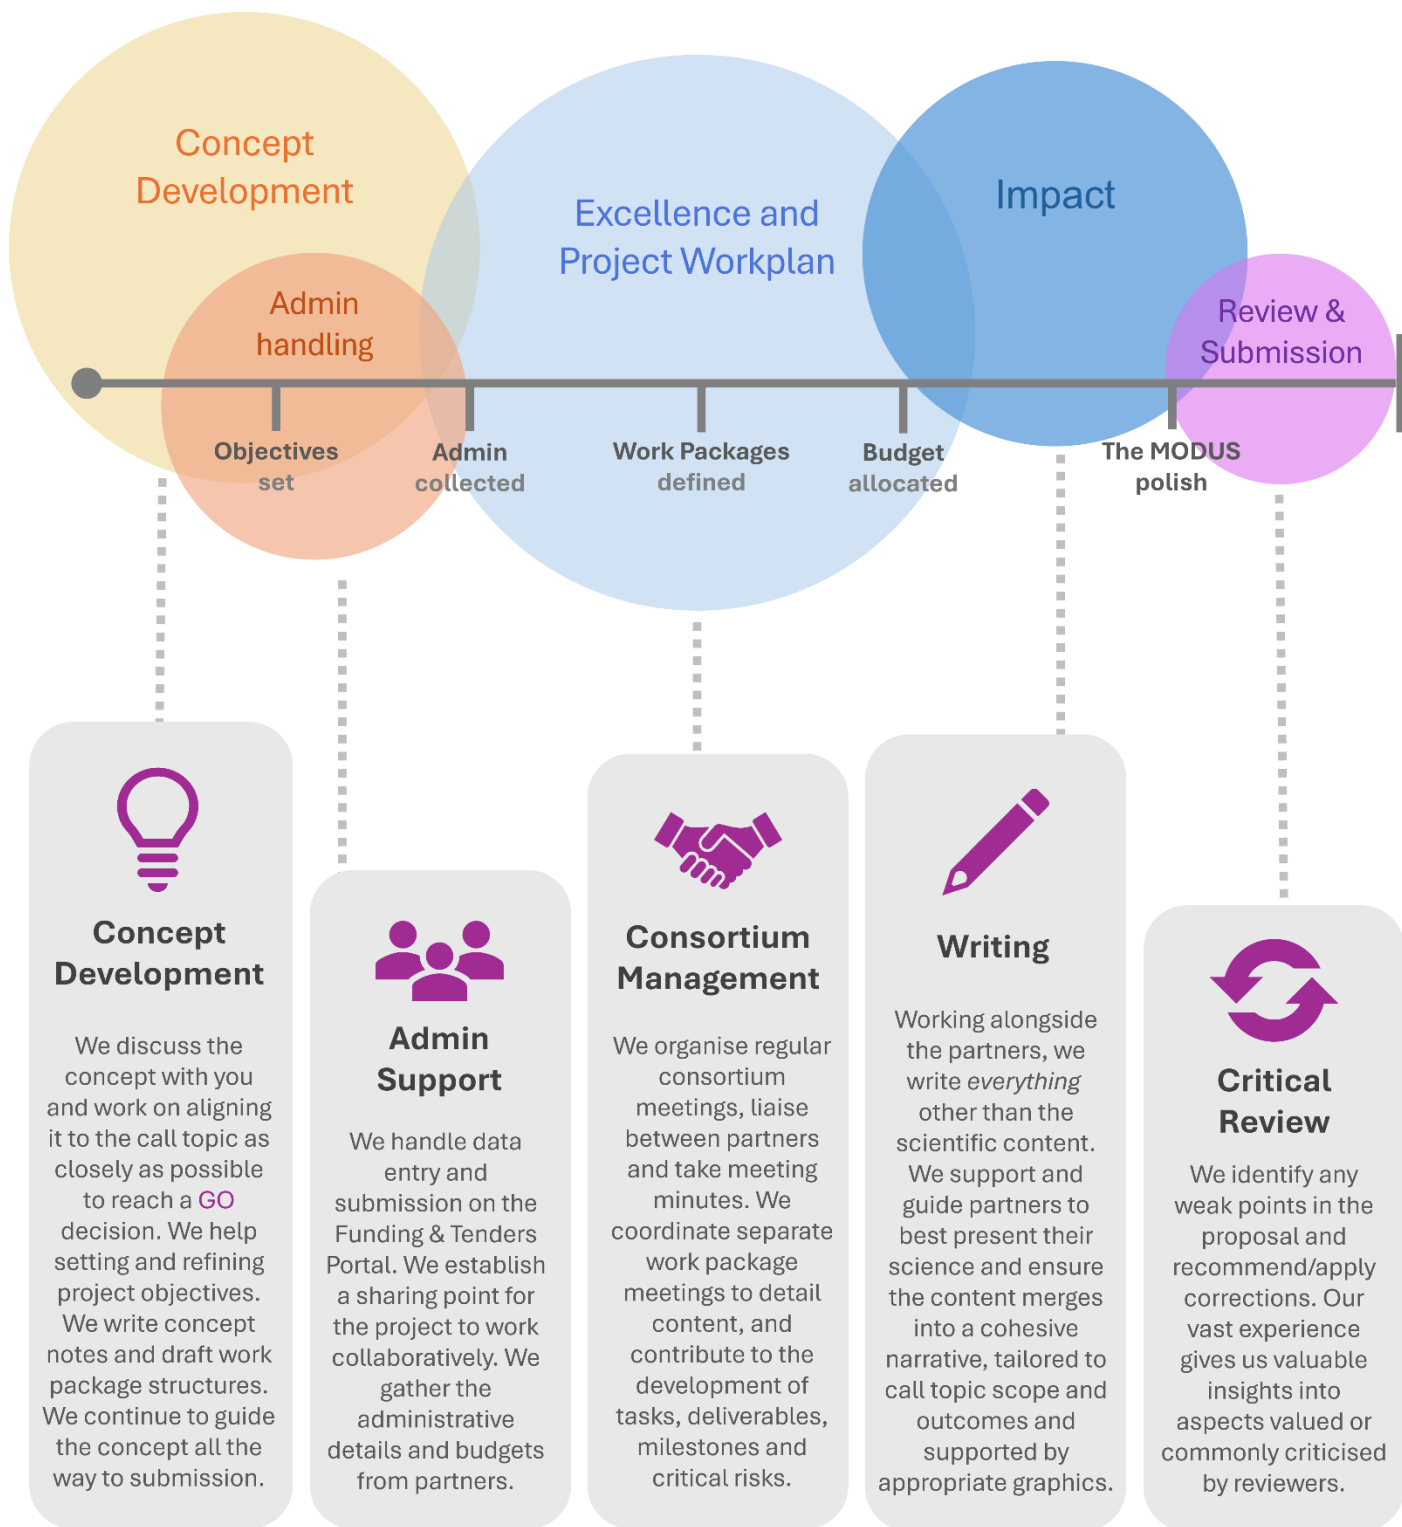 Concept
Development
Excellence and
Project Workplan
Impact
Admin
handling
Review &
Submission
Objectives
set
Admin
collected
Work Packages
defined
Budget
allocated
The MODUS
polish
Concept
Development
We discuss the
concept with you
and work on aligning
it to the call topic as
closely as possible
to reach a GO
decision. We help
setting and refining
project objectives.
We write concept
notes and draft work
package structures.
We continue to guide
the concept all the
way to submission.
Admin
Support
We handle data
entry and
submission on the
Funding & Tenders
Portal. We establish
a sharing point for
the project to work
collaboratively. We
gather the
administrative
details and budgets
from partners.
Consortium
Management
We organise regular
consortium
meetings, liaise
between partners
and take meeting
minutes. We
coordinate separate
work package
meetings to detail
content, and
contribute to the
development of
tasks, deliverables,
milestones and
critical risks.
Writing
Working alongside
the partners, we
write everything
other than the
scientific content.
We support and
guide partners to
best present their
science and ensure
the content merges
into a cohesive
narrative, tailored to
call topic scope and
outcomes and
supported by
appropriate graphics.
Critical
Review
We identify any
weak points in the
proposal and
recommend/apply
corrections. Our
vast experience
gives us valuable
insights into
aspects valued or
commonly criticised
by reviewers.